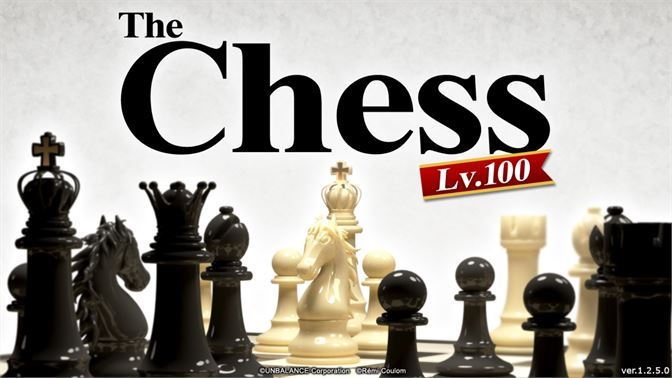 The
Chess
Lv.100
©UNBALANCE Corporation ©Rémi Coulom
ver.1.2.5.0